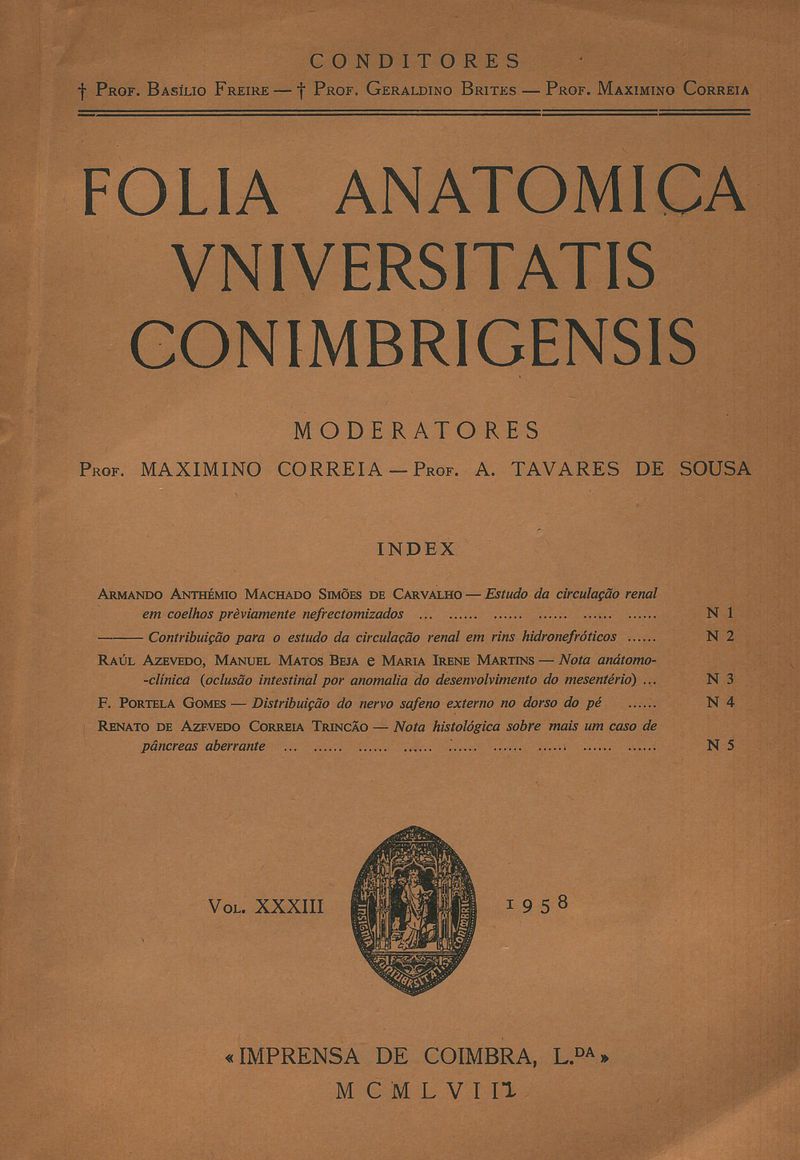 CONDITORES
† Prof. Basílio Freire — † Prof. Geraldino Brites — Prof. Maximino Correia
FOLIA ANATOMICA
VNIVERSITATIS
CONIMBRIGENSIS
MODERATORES
Prof. MAXIMINO CORREIA — Prof. A. TAVARES DE SOUSA
INDEX
Armando Anthémio Machado Simões de Carvalho — Estudo da circulação renal
em coelhos prèviamente nefrectomizados ... ...... ...... ...... ...... ...... N 1
——— Contribuição para o estudo da circulação renal em rins hidronefróticos ...... N 2
Raúl Azevedo, Manuel Matos Beja e Maria Irene Martins — Nota anátomo-
-clínica (oclusão intestinal por anomalia do desenvolvimento do mesentério) ... N 3
F. Portela Gomes — Distribuição do nervo safeno externo no dorso do pé ...... N 4
Renato de Azevedo Correia Trincão — Nota histológica sobre mais um caso de
pâncreas aberrante ... ...... ...... ...... ...... ...... ...... ...... ...... N 5
Vol. XXXIII 1958
INSIGNIA VNIVERSITATIS CONIMBRIG
«IMPRENSA DE COIMBRA, L.DA»
MCMLVIII